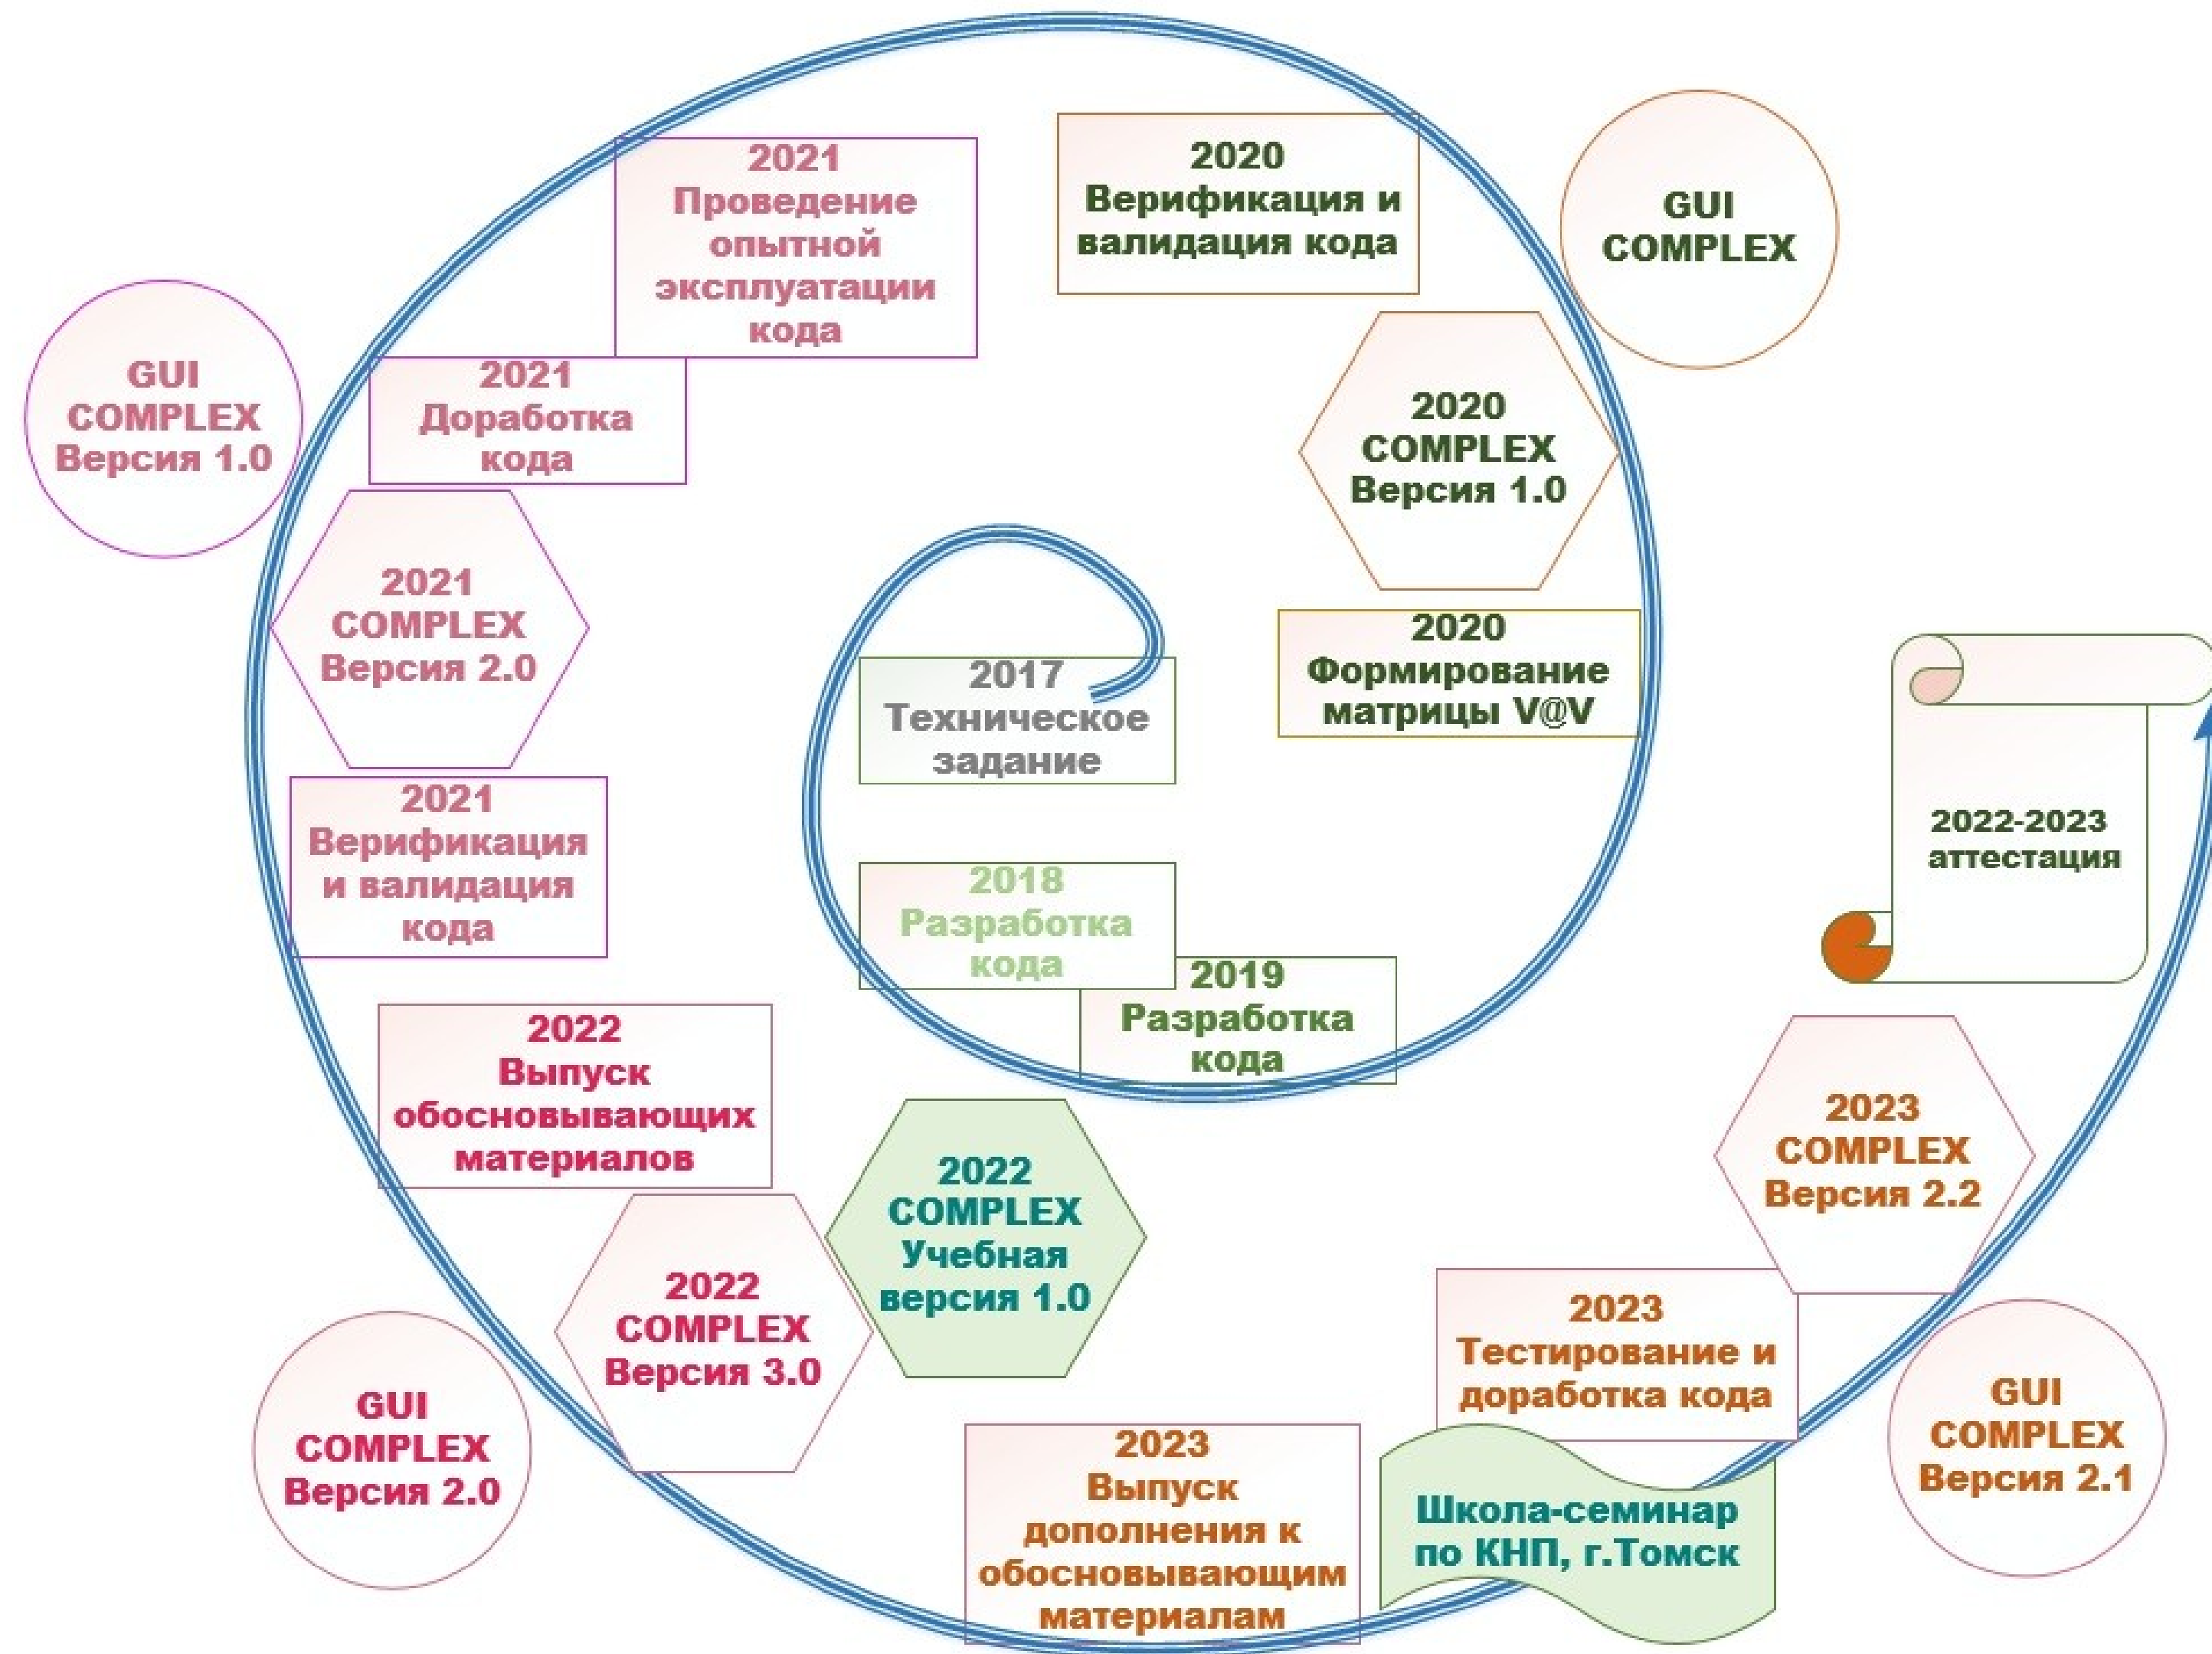 2021
Проведение
опытной
эксплуатации
кода
2020
Верификация и
валидация кода
GUI
COMPLEX
GUI
COMPLEX
Версия 1.0
2021
Доработка
кода
2020
COMPLEX
Версия 1.0
2021
COMPLEX
Версия 2.0
2017
Техническое
задание
2020
Формирование
матрицы V@V
2021
Верификация
и валидация
кода
2018
Разработка
кода
2019
Разработка
кода
2022-2023
аттестация
2022
Выпуск
обосновывающих
материалов
2022
COMPLEX
Учебная
версия 1.0
2023
COMPLEX
Версия 2.2
2022
COMPLEX
Версия 3.0
2023
Тестирование и
доработка кода
GUI
COMPLEX
Версия 2.0
2023
Выпуск
дополнения к
обосновывающим
материалам
Школа-семинар
по КНП, г.Томск
GUI
COMPLEX
Версия 2.1